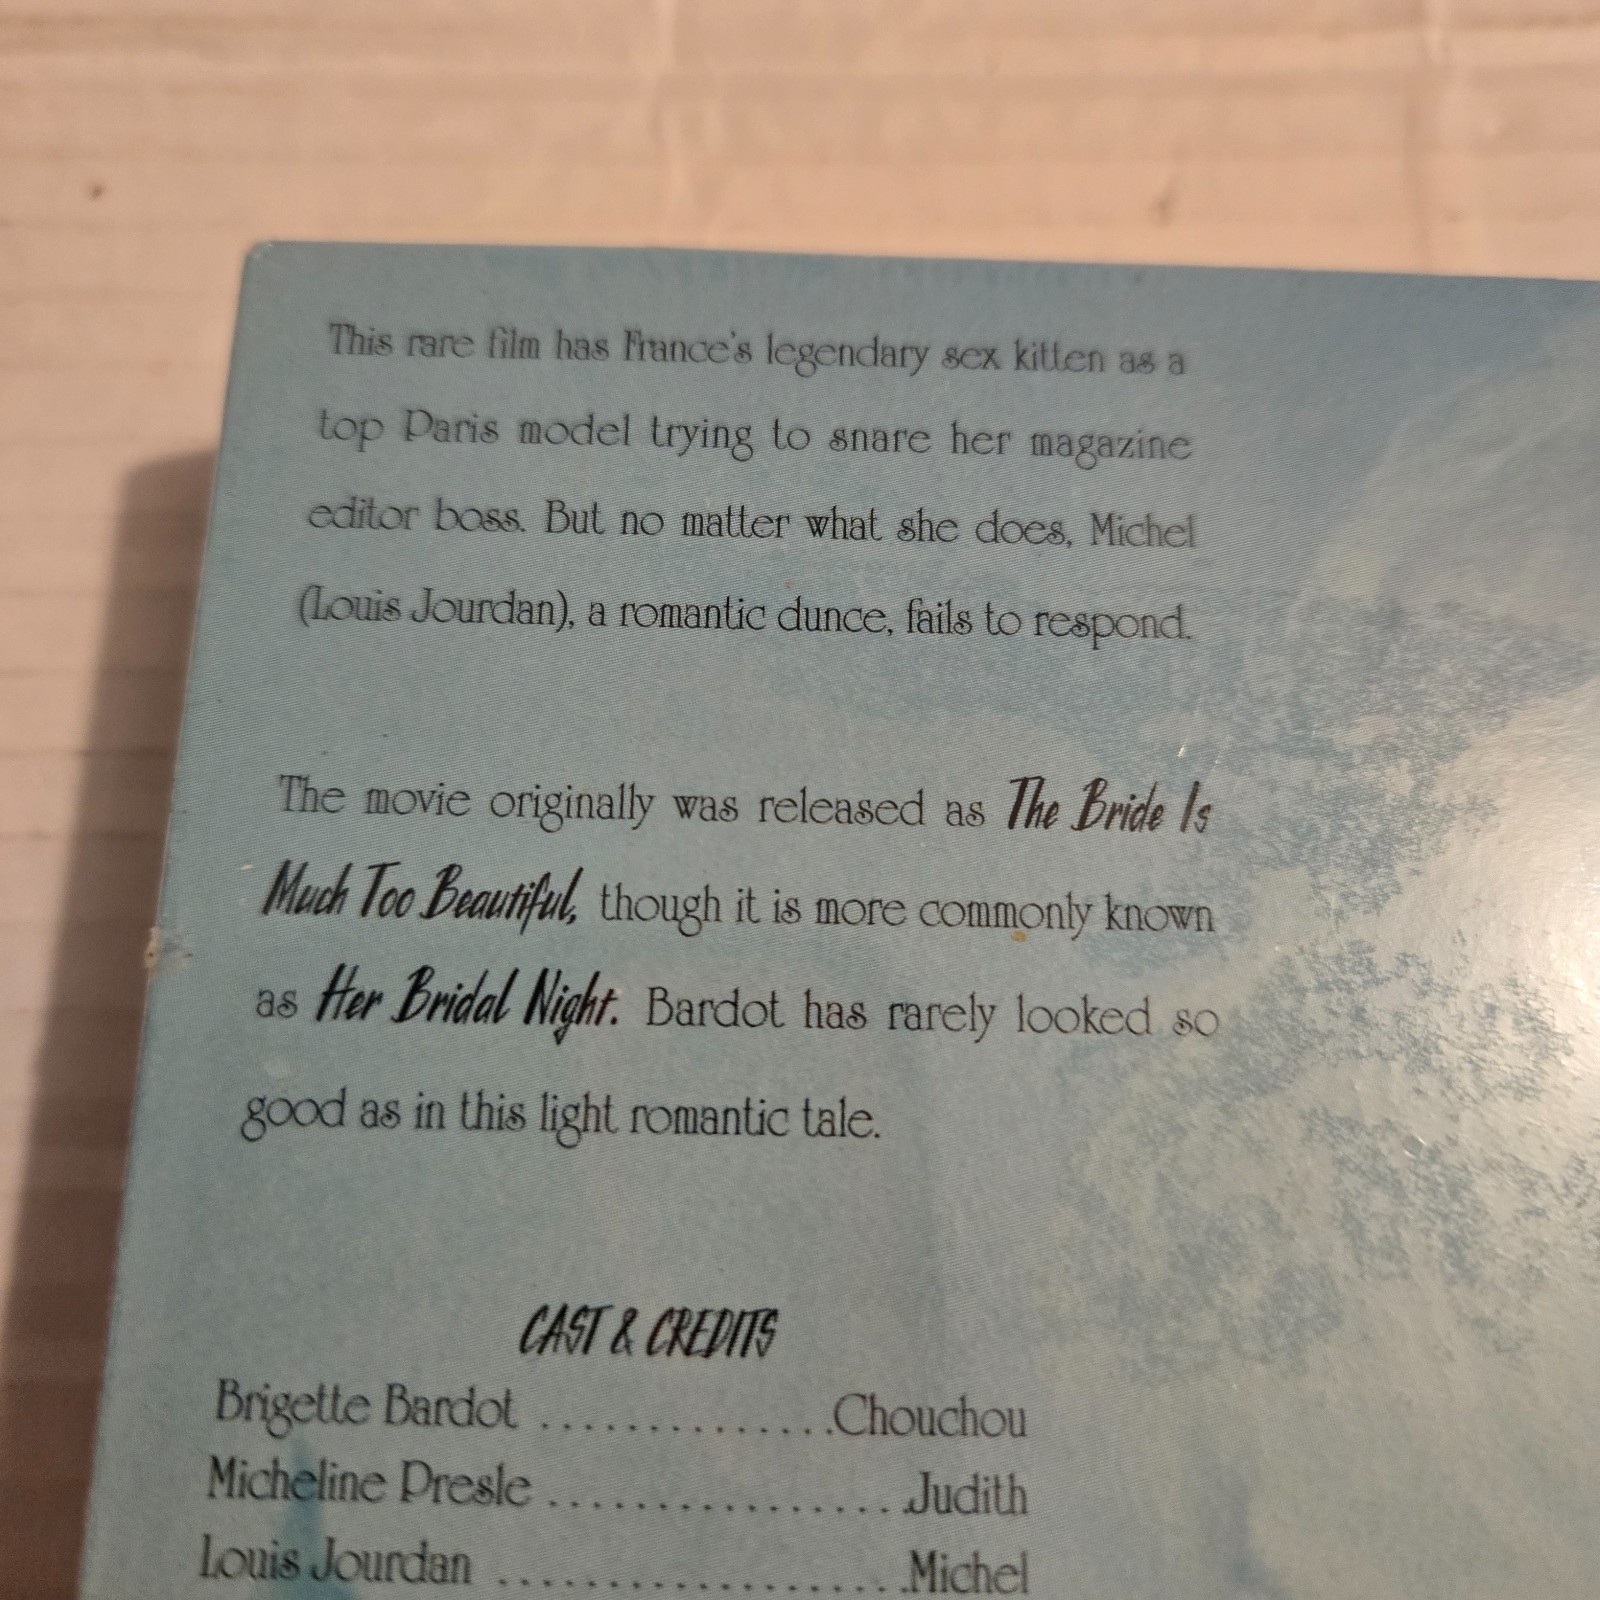 This rare film has France's legendary sex kitten as a
top Paris model trying to snare her magazine
editor boss. But no matter what she does, Michel
(Louis Jourdan), a romantic dunce, fails to respond.
The movie originally was released as The Bride Is
Much Too Beautiful, though it is more commonly known
as Her Bridal Night. Bardot has rarely looked so
good as in this light romantic tale.
CAST & CREDITS
Brigette Bardot ..............Chouchou
Micheline Presle .................Judith
Louis Jourdan ...................Michel